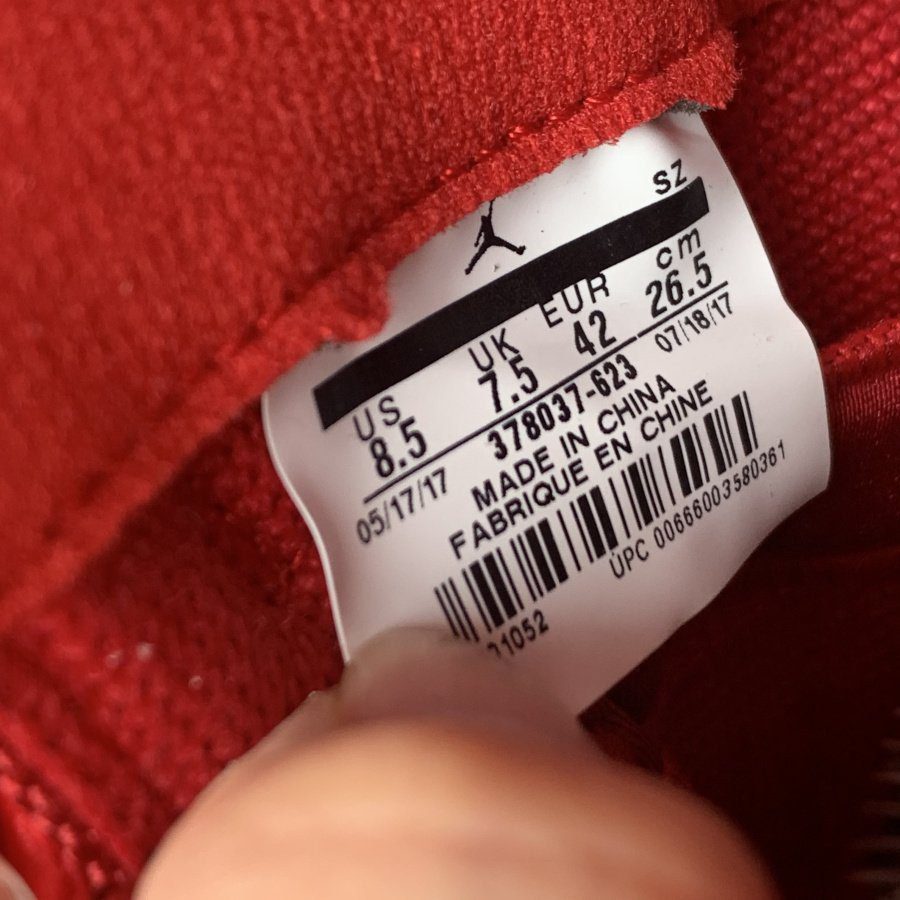 SZ
US UK EUR cm
8.5 7.5 42 26.5
05/17/17 378037-623 07/18/17
MADE IN CHINA
FABRIQUE EN CHINE
UPC 00666003580361